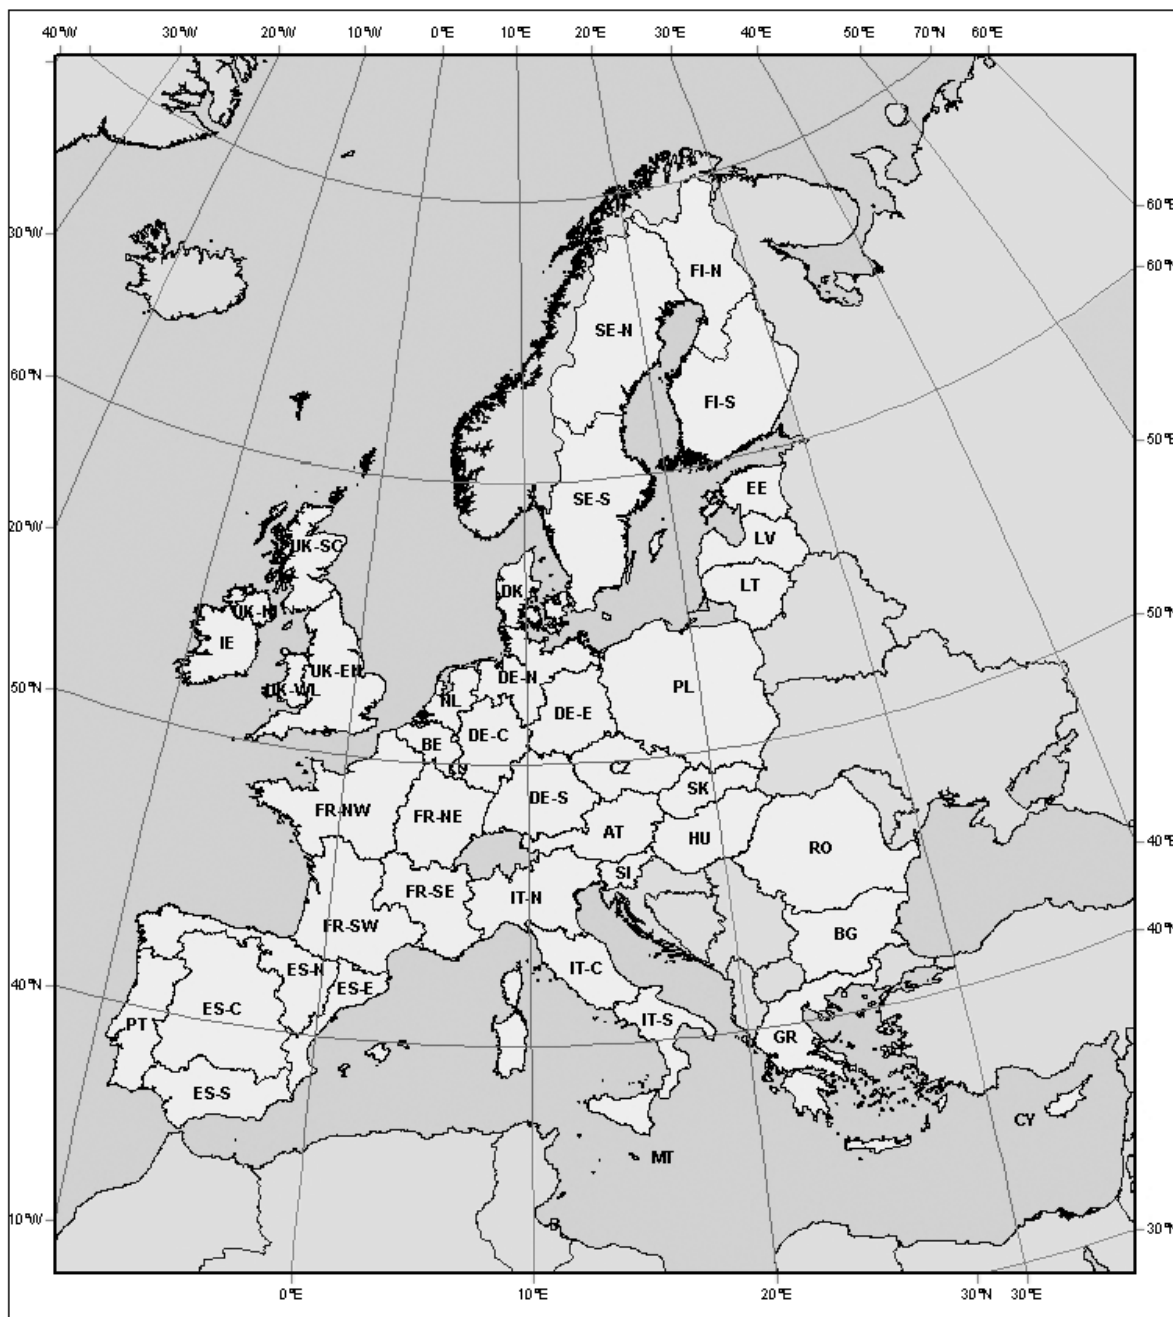 40°W 30°W 20°W 10°W 0°E 10°E 20°E 30°E 40°E 50°E 70°N 60°E
60°E
30°W
60°N
FI-N
SE-N
60°N
FI-S
50°E
EE
SE-S
20°W
LV
UK-SC
LT
DK
UK-NI
50°N
IE
UK-EN
DE-N
50°N
UK-WL
PL
NL
DE-E
DE-C
BE
LU
CZ
SK
DE-S
FR-NW
FR-NE
AT
HU
40°E
RO
SI
FR-SE
IT-N
FR-SW
BG
40°N
ES-N
IT-C
40°N
ES-E
ES-C
PT
IT-S
GR
ES-S
CY
MT
10°W
30°N
0°E 10°E 20°E 30°N 30°E